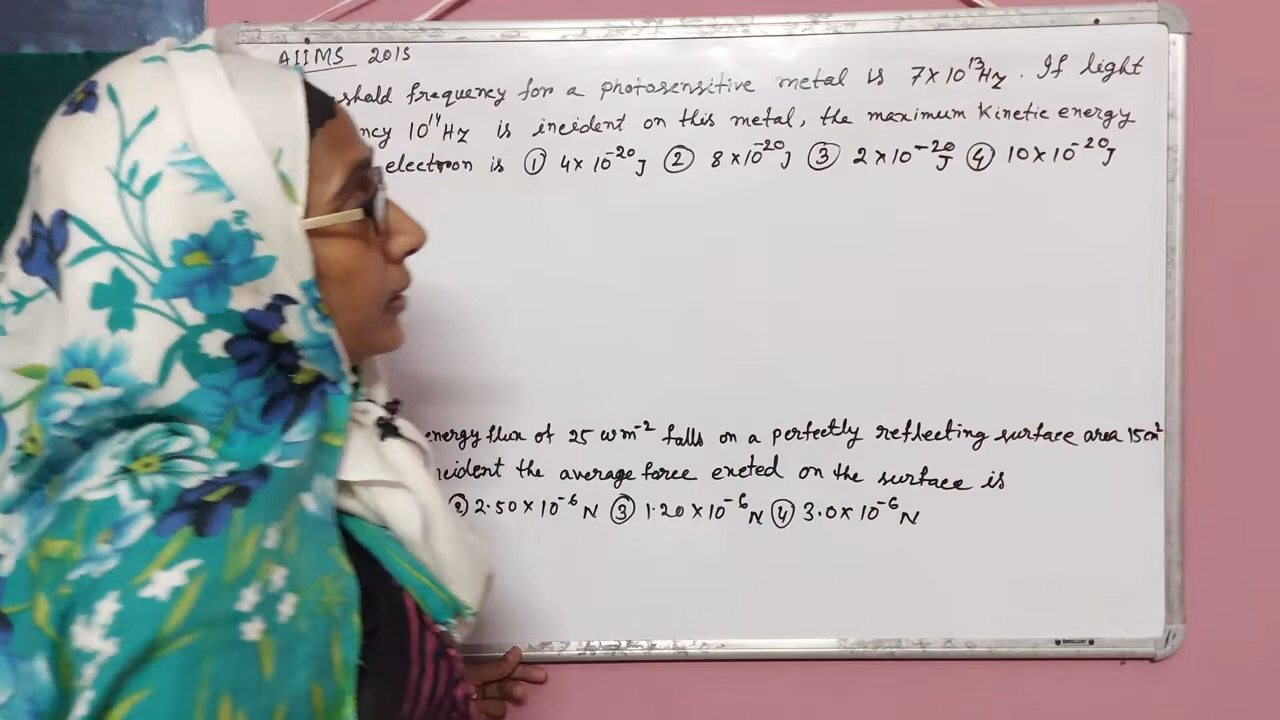 AIIMS 2013
shold frequency for a photosensitive metal is 7×10¹³Hz. If light
ncy 10¹⁴Hz is incident on this metal, the maximum Kinetic energy
electron is ① 4×10⁻²⁰J ② 8×10⁻²⁰J ③ 2×10⁻²⁰J ④ 10×10⁻²⁰J
energy flux of 25 wm⁻² falls on a perfectly reflecting surface area 15cm²
cident the average force exeted on the surface is
② 2.50×10⁻⁶N ③ 1.20×10⁻⁶N ④ 3.0×10⁻⁶N
EXCELLENT